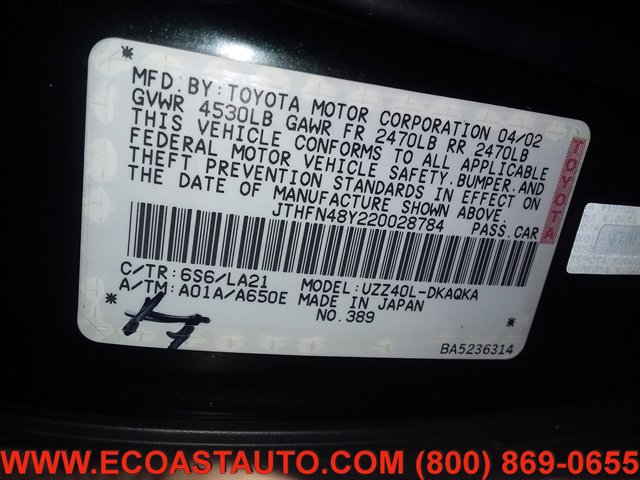 MFD. BY: TOYOTA MOTOR CORPORATION 04/02
GVWR 4530LB GAWR FR 2470LB RR 2470LB
THIS VEHICLE CONFORMS TO ALL APPLICABLE
FEDERAL MOTOR VEHICLE SAFETY, BUMPER, AND
THEFT PREVENTION STANDARDS IN EFFECT ON
THE DATE OF MANUFACTURE SHOWN ABOVE.
JTHFN48Y220028784 PASS. CAR
TOYOTA
C/TR: 6S6/LA21 MODEL: UZZ40L-DKAQKA
A/TM: A01A/A650E MADE IN JAPAN
NO. 389
BA5236314
WWW.ECOASTAUTO.COM (800) 869-0655